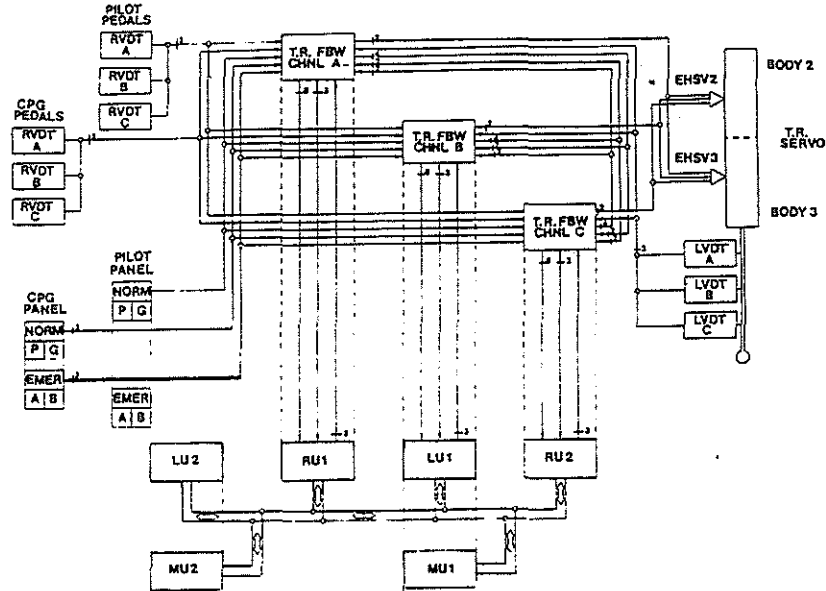 PILOT
PEDALS
RVDT
A
RVDT
B
RVDT
C
CPG
PEDALS
RVDT
A
RVDT
B
RVDT
C
T.R. FBW
CHNL A
T.R. FBW
CHNL B
T.R. FBW
CHNL C
EHSV2
EHSV3
BODY 2
T.R.
SERVO
BODY 3
LVDT
A
LVDT
B
LVDT
C
PILOT
PANEL
NORM
P G
EMER
A B
CPG
PANEL
NORM
P G
EMER
A B
LU2
RU1
LU1
RU2
MU2
MU1